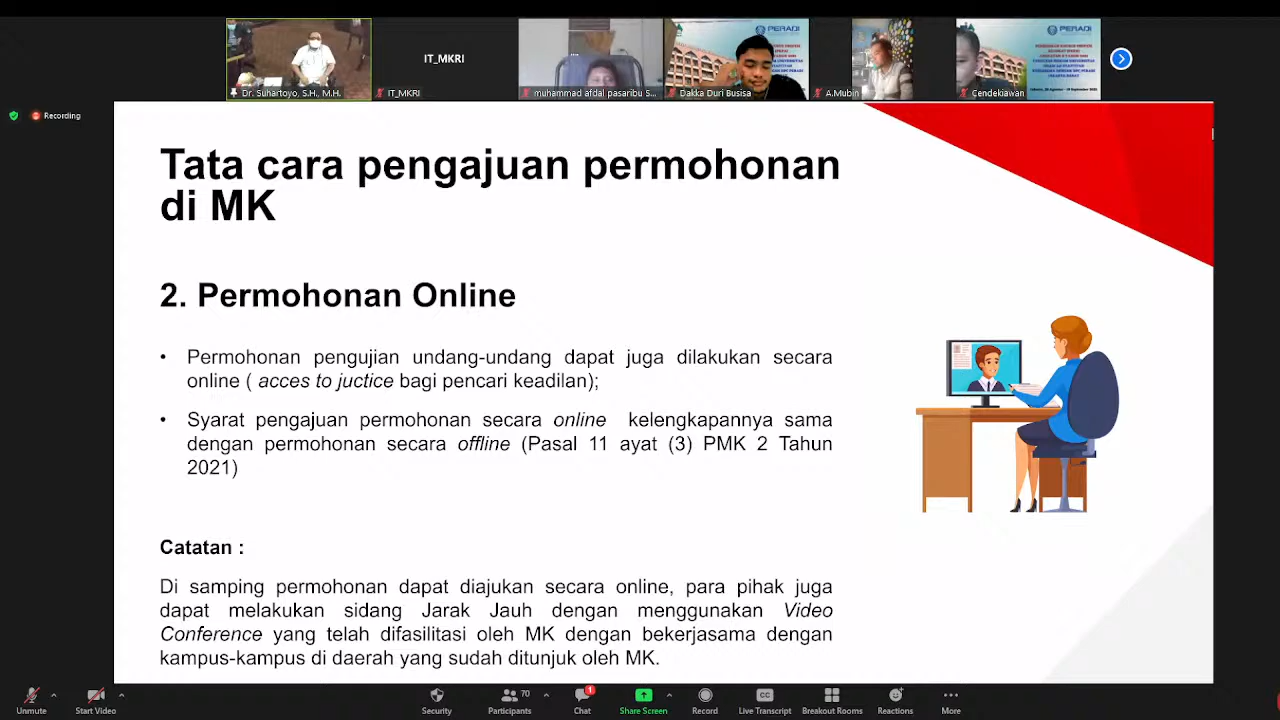 IT_MKRI
PERADI
PERADI
Dr. Suhartoyo, S.H., M.H.
IT_MKRI
muhammad afdal pasaribu S...
Dakka Duri Busisa
A.Mubin
Cendekiawan
Recording
Tata cara pengajuan permohonan
di MK
2. Permohonan Online
• Permohonan pengujian undang-undang dapat juga dilakukan secara
online ( acces to juctice bagi pencari keadilan);
• Syarat pengajuan permohonan secara online kelengkapannya sama
dengan permohonan secara offline (Pasal 11 ayat (3) PMK 2 Tahun
2021)
Catatan :
Di samping permohonan dapat diajukan secara online, para pihak juga
dapat melakukan sidang Jarak Jauh dengan menggunakan Video
Conference yang telah difasilitasi oleh MK dengan bekerjasama dengan
kampus-kampus di daerah yang sudah ditunjuk oleh MK.
70
1
CC
Unmute
Start Video
Security
Participants
Chat
Share Screen
Record
Live Transcript
Breakout Rooms
Reactions
More